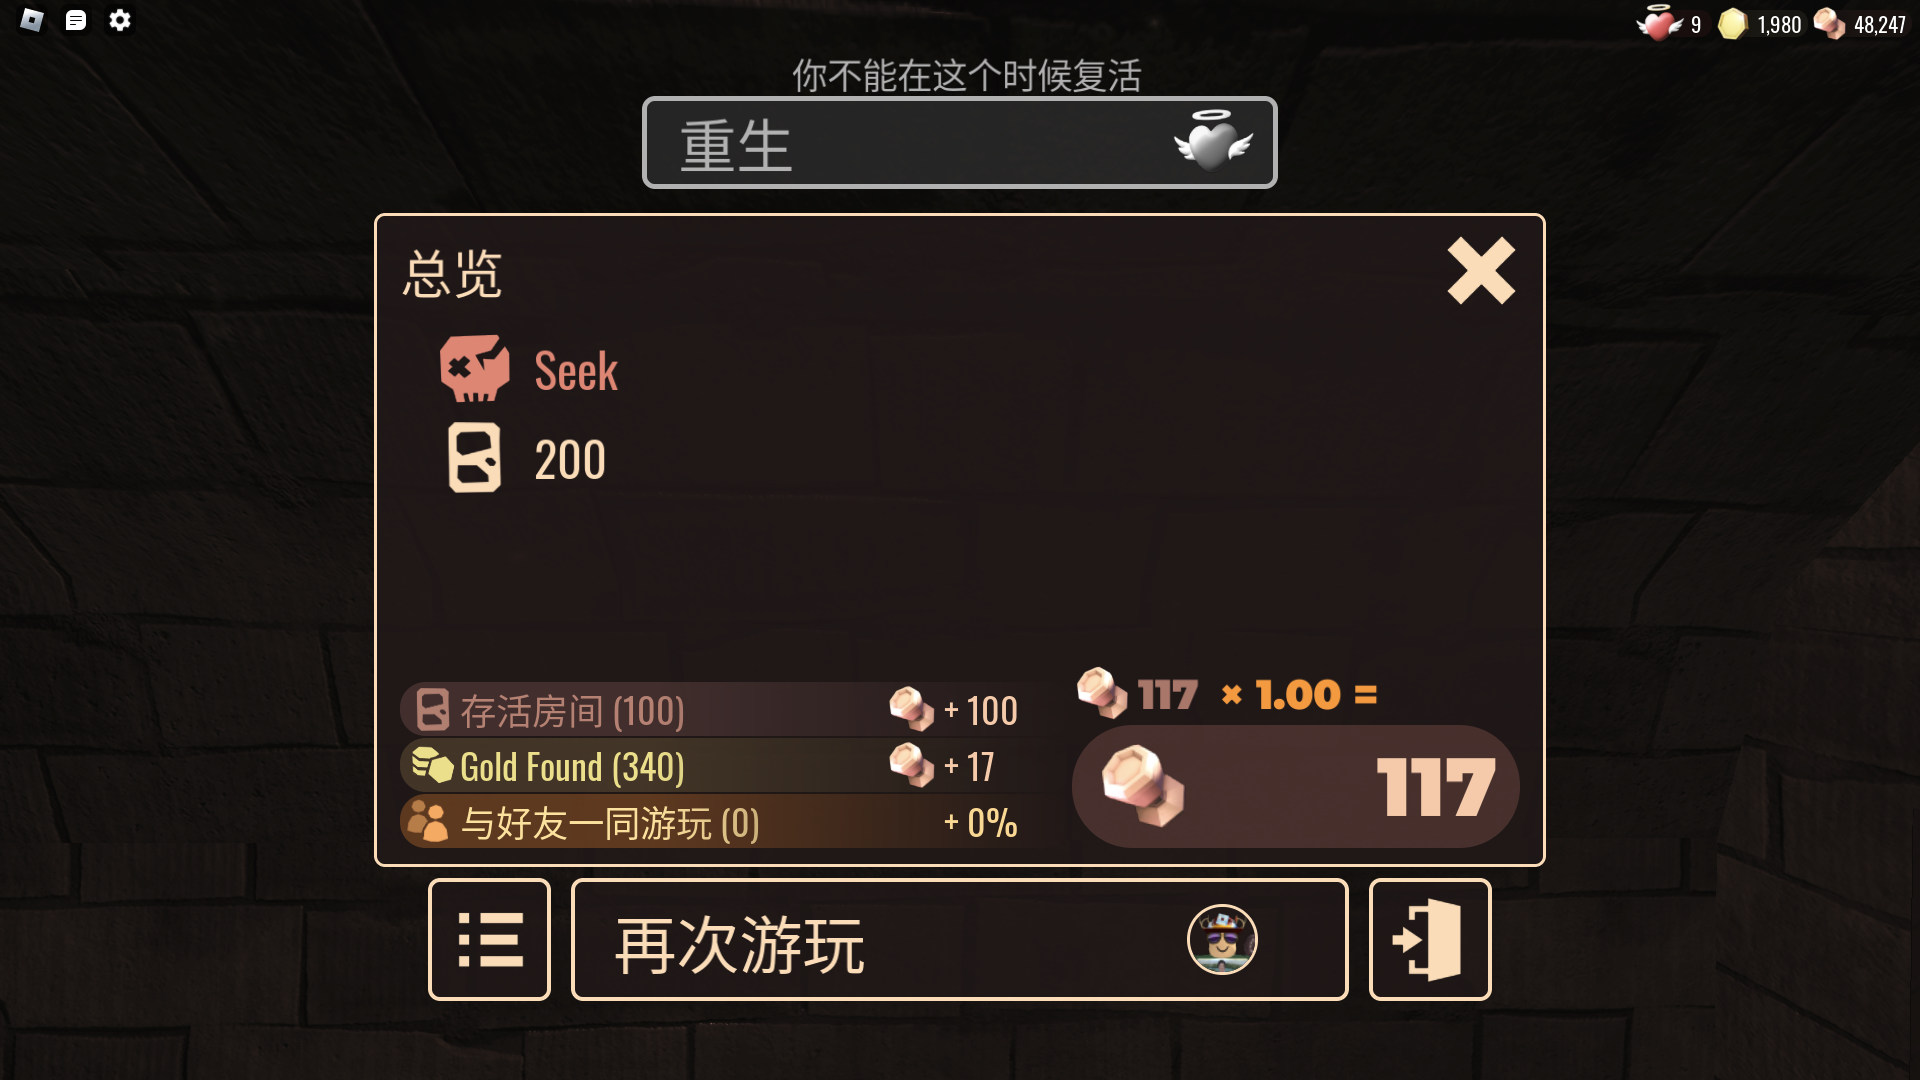 9 1,980 48,247
你不能在这个时候复活
重生
总览
Seek
200
存活房间 (100) + 100
Gold Found (340) + 17
与好友一同游玩 (0) + 0%
117 × 1.00 =
117
再次游玩